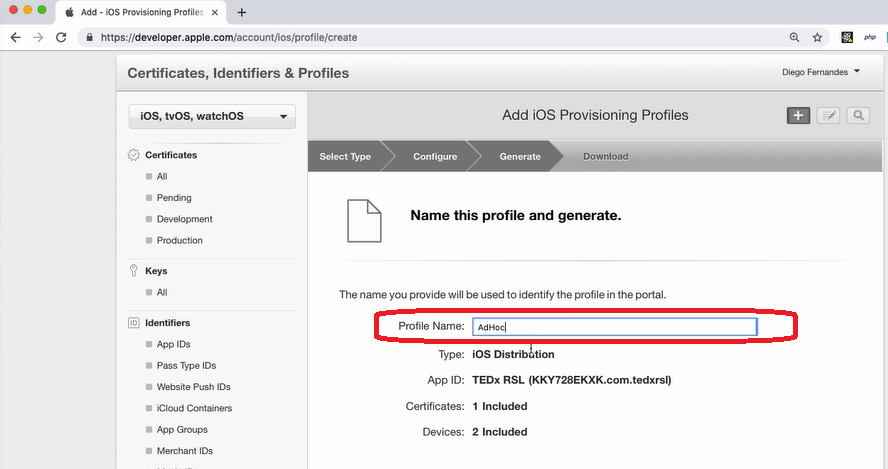 Add - iOS Provisioning Profiles
https://developer.apple.com/account/ios/profile/create
php
Certificates, Identifiers & Profiles
Diego Fernandes
iOS, tvOS, watchOS
Add iOS Provisioning Profiles
Select Type
Configure
Generate
Download
Certificates
All
Pending
Development
Production
Keys
All
ID
Identifiers
App IDs
Pass Type IDs
Website Push IDs
iCloud Containers
App Groups
Merchant IDs
Name this profile and generate.
The name you provide will be used to identify the profile in the portal.
Profile Name: AdHoc
Type: iOS Distribution
App ID: TEDx RSL (KKY728EKXK.com.tedxrsl)
Certificates: 1 Included
Devices: 2 Included